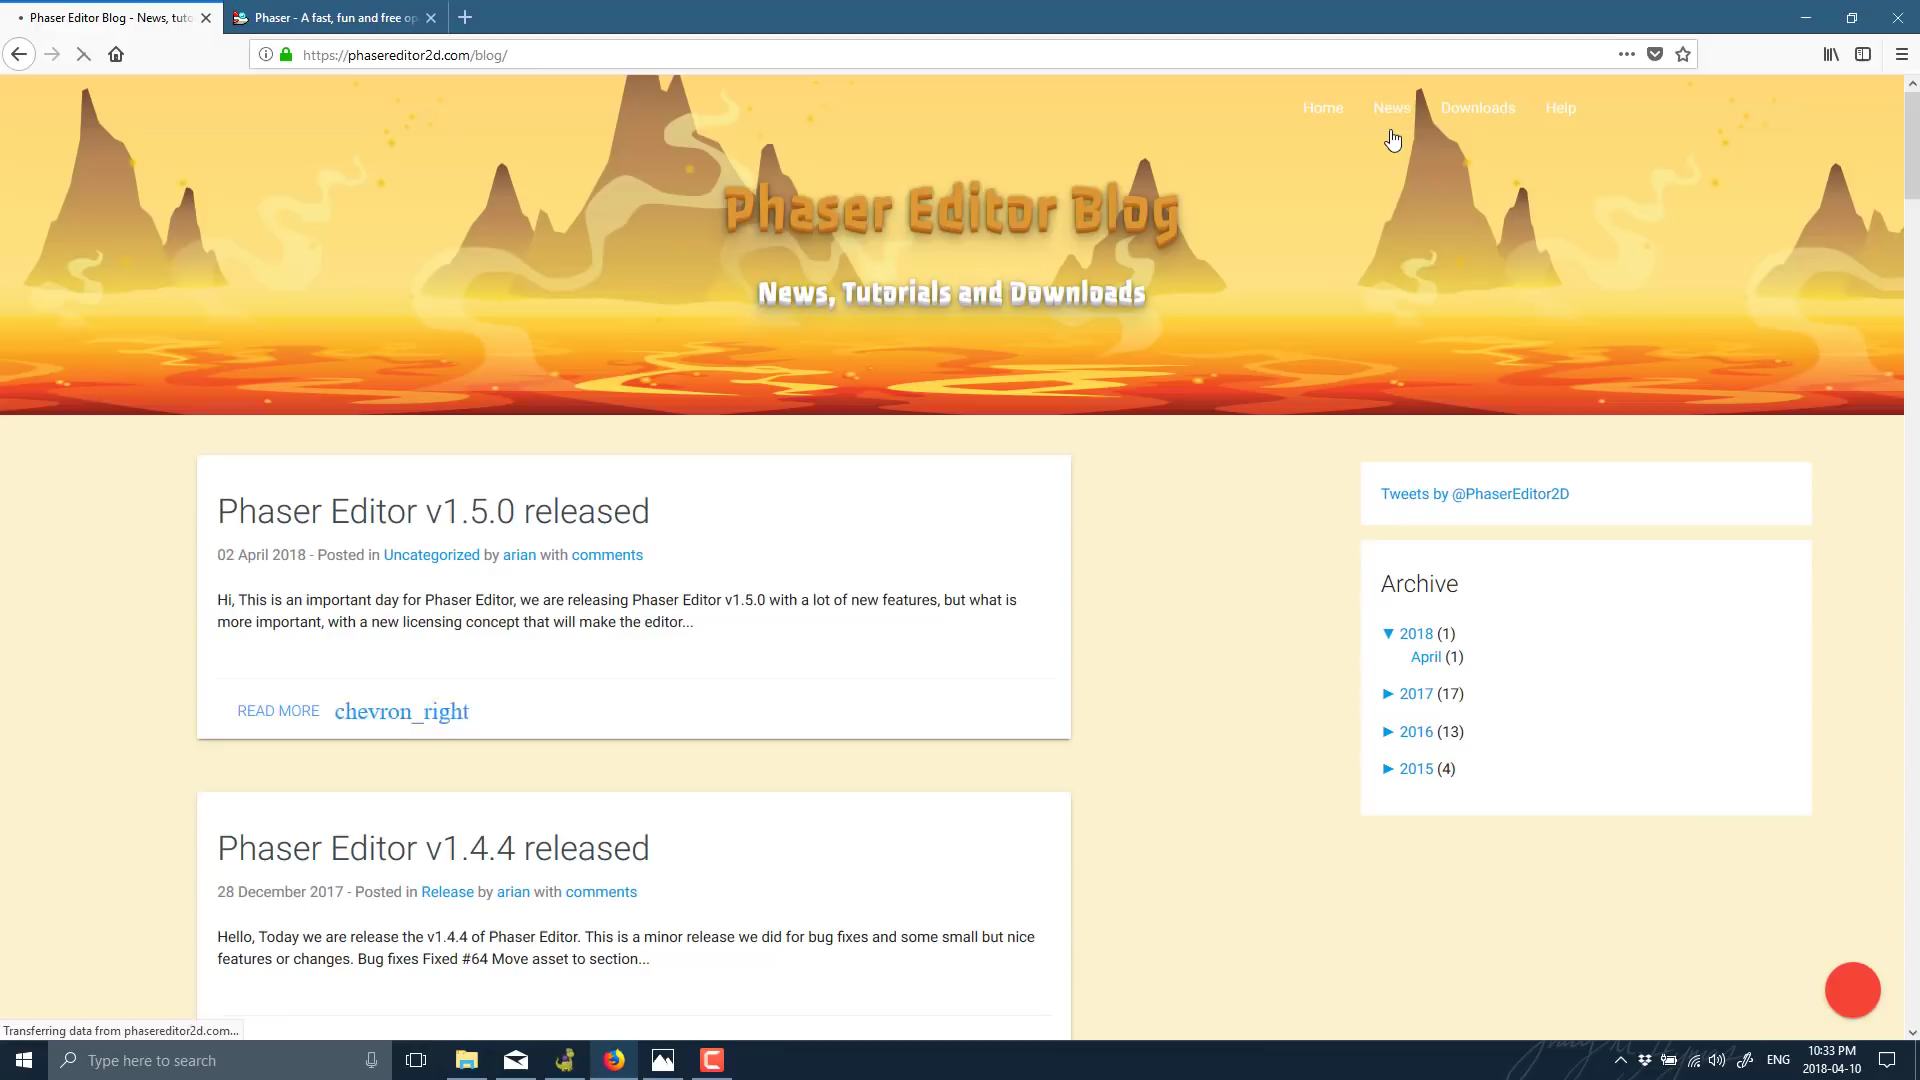 Phaser Editor Blog - News, tuto
Phaser - A fast, fun and free op
https://phasereditor2d.com/blog/
Home
News
Downloads
Help
Phaser Editor Blog
News, Tutorials and Downloads
Phaser Editor v1.5.0 released
02 April 2018 - Posted in Uncategorized by arian with comments
Hi, This is an important day for Phaser Editor, we are releasing Phaser Editor v1.5.0 with a lot of new features, but what is
more important, with a new licensing concept that will make the editor...
READ MORE chevron_right
Phaser Editor v1.4.4 released
28 December 2017 - Posted in Release by arian with comments
Hello, Today we are release the v1.4.4 of Phaser Editor. This is a minor release we did for bug fixes and some small but nice
features or changes. Bug fixes Fixed #64 Move asset to section...
Tweets by @PhaserEditor2D
Archive
▼ 2018 (1)
April (1)
► 2017 (17)
► 2016 (13)
► 2015 (4)
Transferring data from phasereditor2d.com...
Type here to search
ENG
10:33 PM
2018-04-10